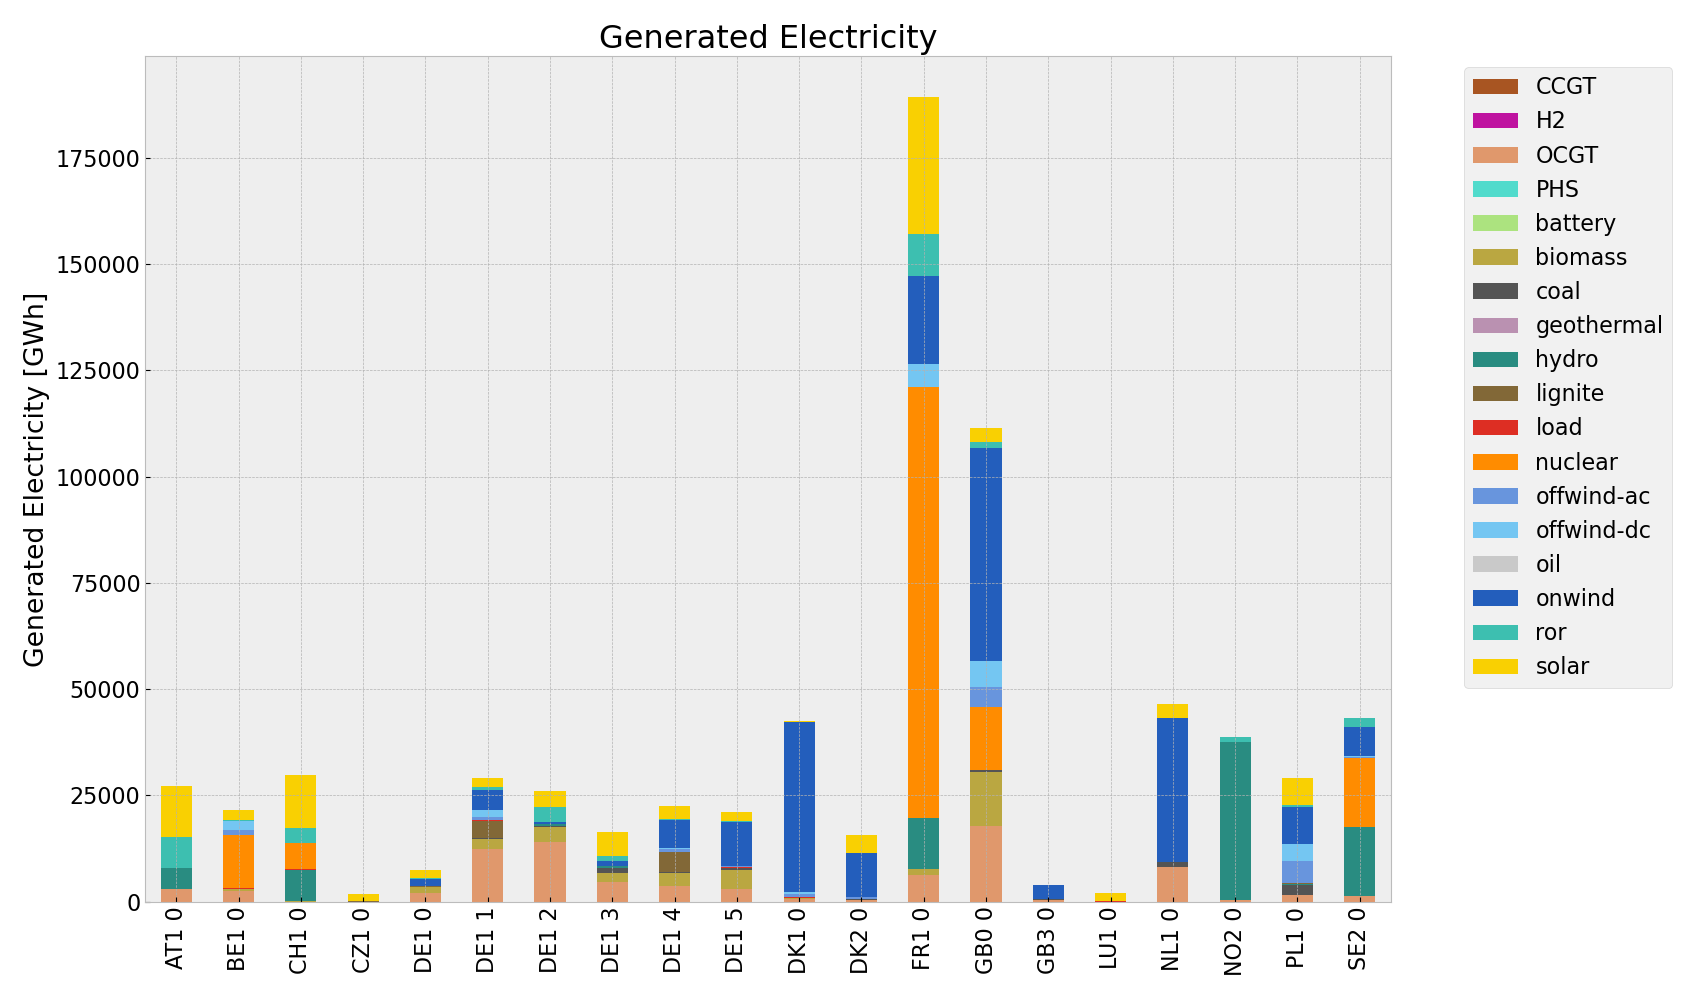 Generated Electricity
Generated Electricity [GWh]
175000
150000
125000
100000
75000
50000
25000
0
AT1 0
BE1 0
CH1 0
CZ1 0
DE1 0
DE1 1
DE1 2
DE1 3
DE1 4
DE1 5
DK1 0
DK2 0
FR1 0
GB0 0
GB3 0
LU1 0
NL1 0
NO2 0
PL1 0
SE2 0
CCGT
H2
OCGT
PHS
battery
biomass
coal
geothermal
hydro
lignite
load
nuclear
offwind-ac
offwind-dc
oil
onwind
ror
solar